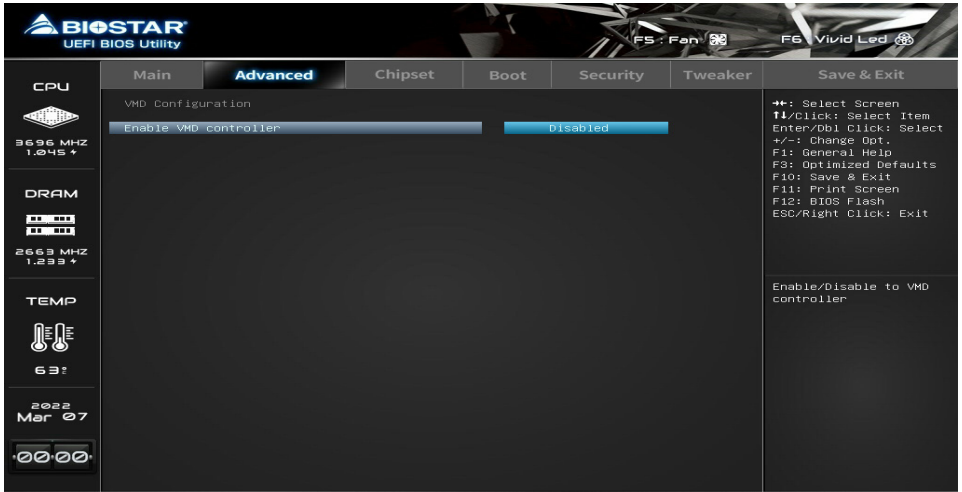 BIOSTAR®
UEFI BIOS Utility
F5 : Fan
F6 Vivid Led
Main Advanced Chipset Boot Security Tweaker Save & Exit
CPU
3696 MHZ
1.045
DRAM
2663 MHZ
1.233
TEMP
63°
2022
Mar 07
00:00
VMD Configuration
Enable VMD controller Disabled
→←: Select Screen
↑↓/Click: Select Item
Enter/Dbl Click: Select
+/-: Change Opt.
F1: General Help
F3: Optimized Defaults
F10: Save & Exit
F11: Print Screen
F12: BIOS Flash
ESC/Right Click: Exit
Enable/Disable to VMD
controller